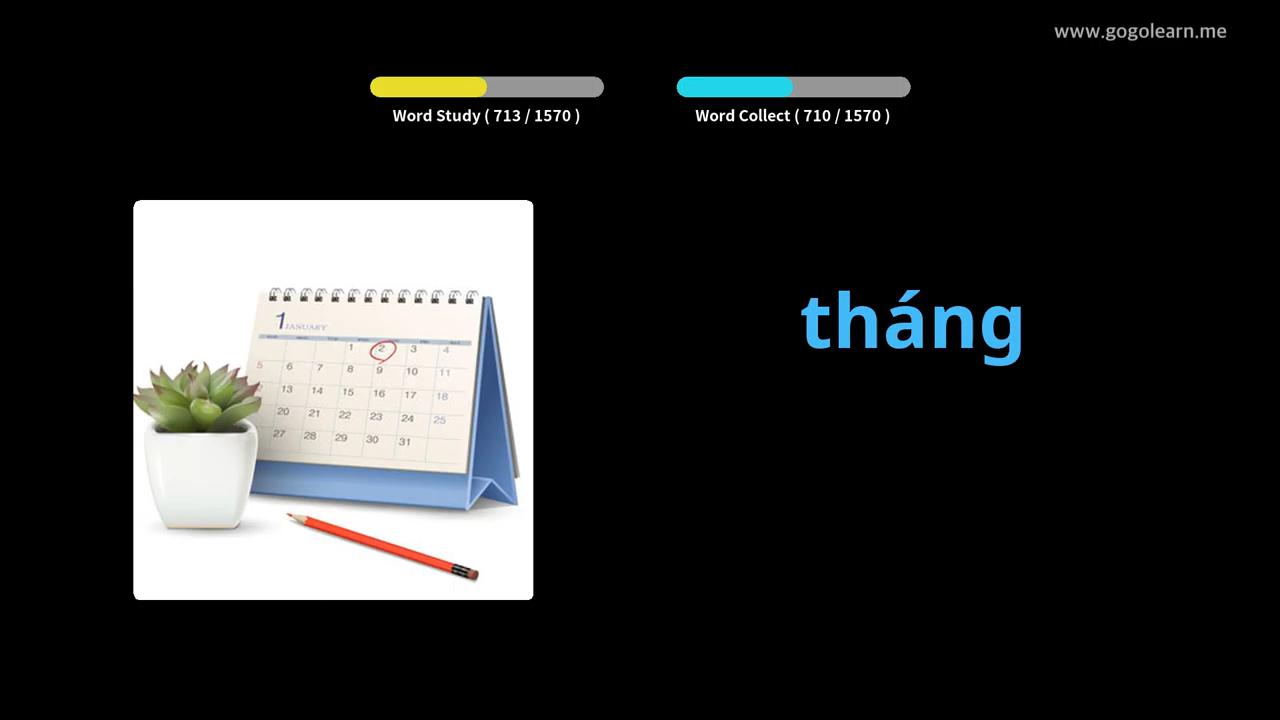 www.gogolearn.me
Word Study ( 713 / 1570 )
Word Collect ( 710 / 1570 )
tháng
1 JANUARY
1 2 3 4
5 6 7 8 9 10 11
13 14 15 16 17 18
20 21 22 23 24 25
27 28 29 30 31